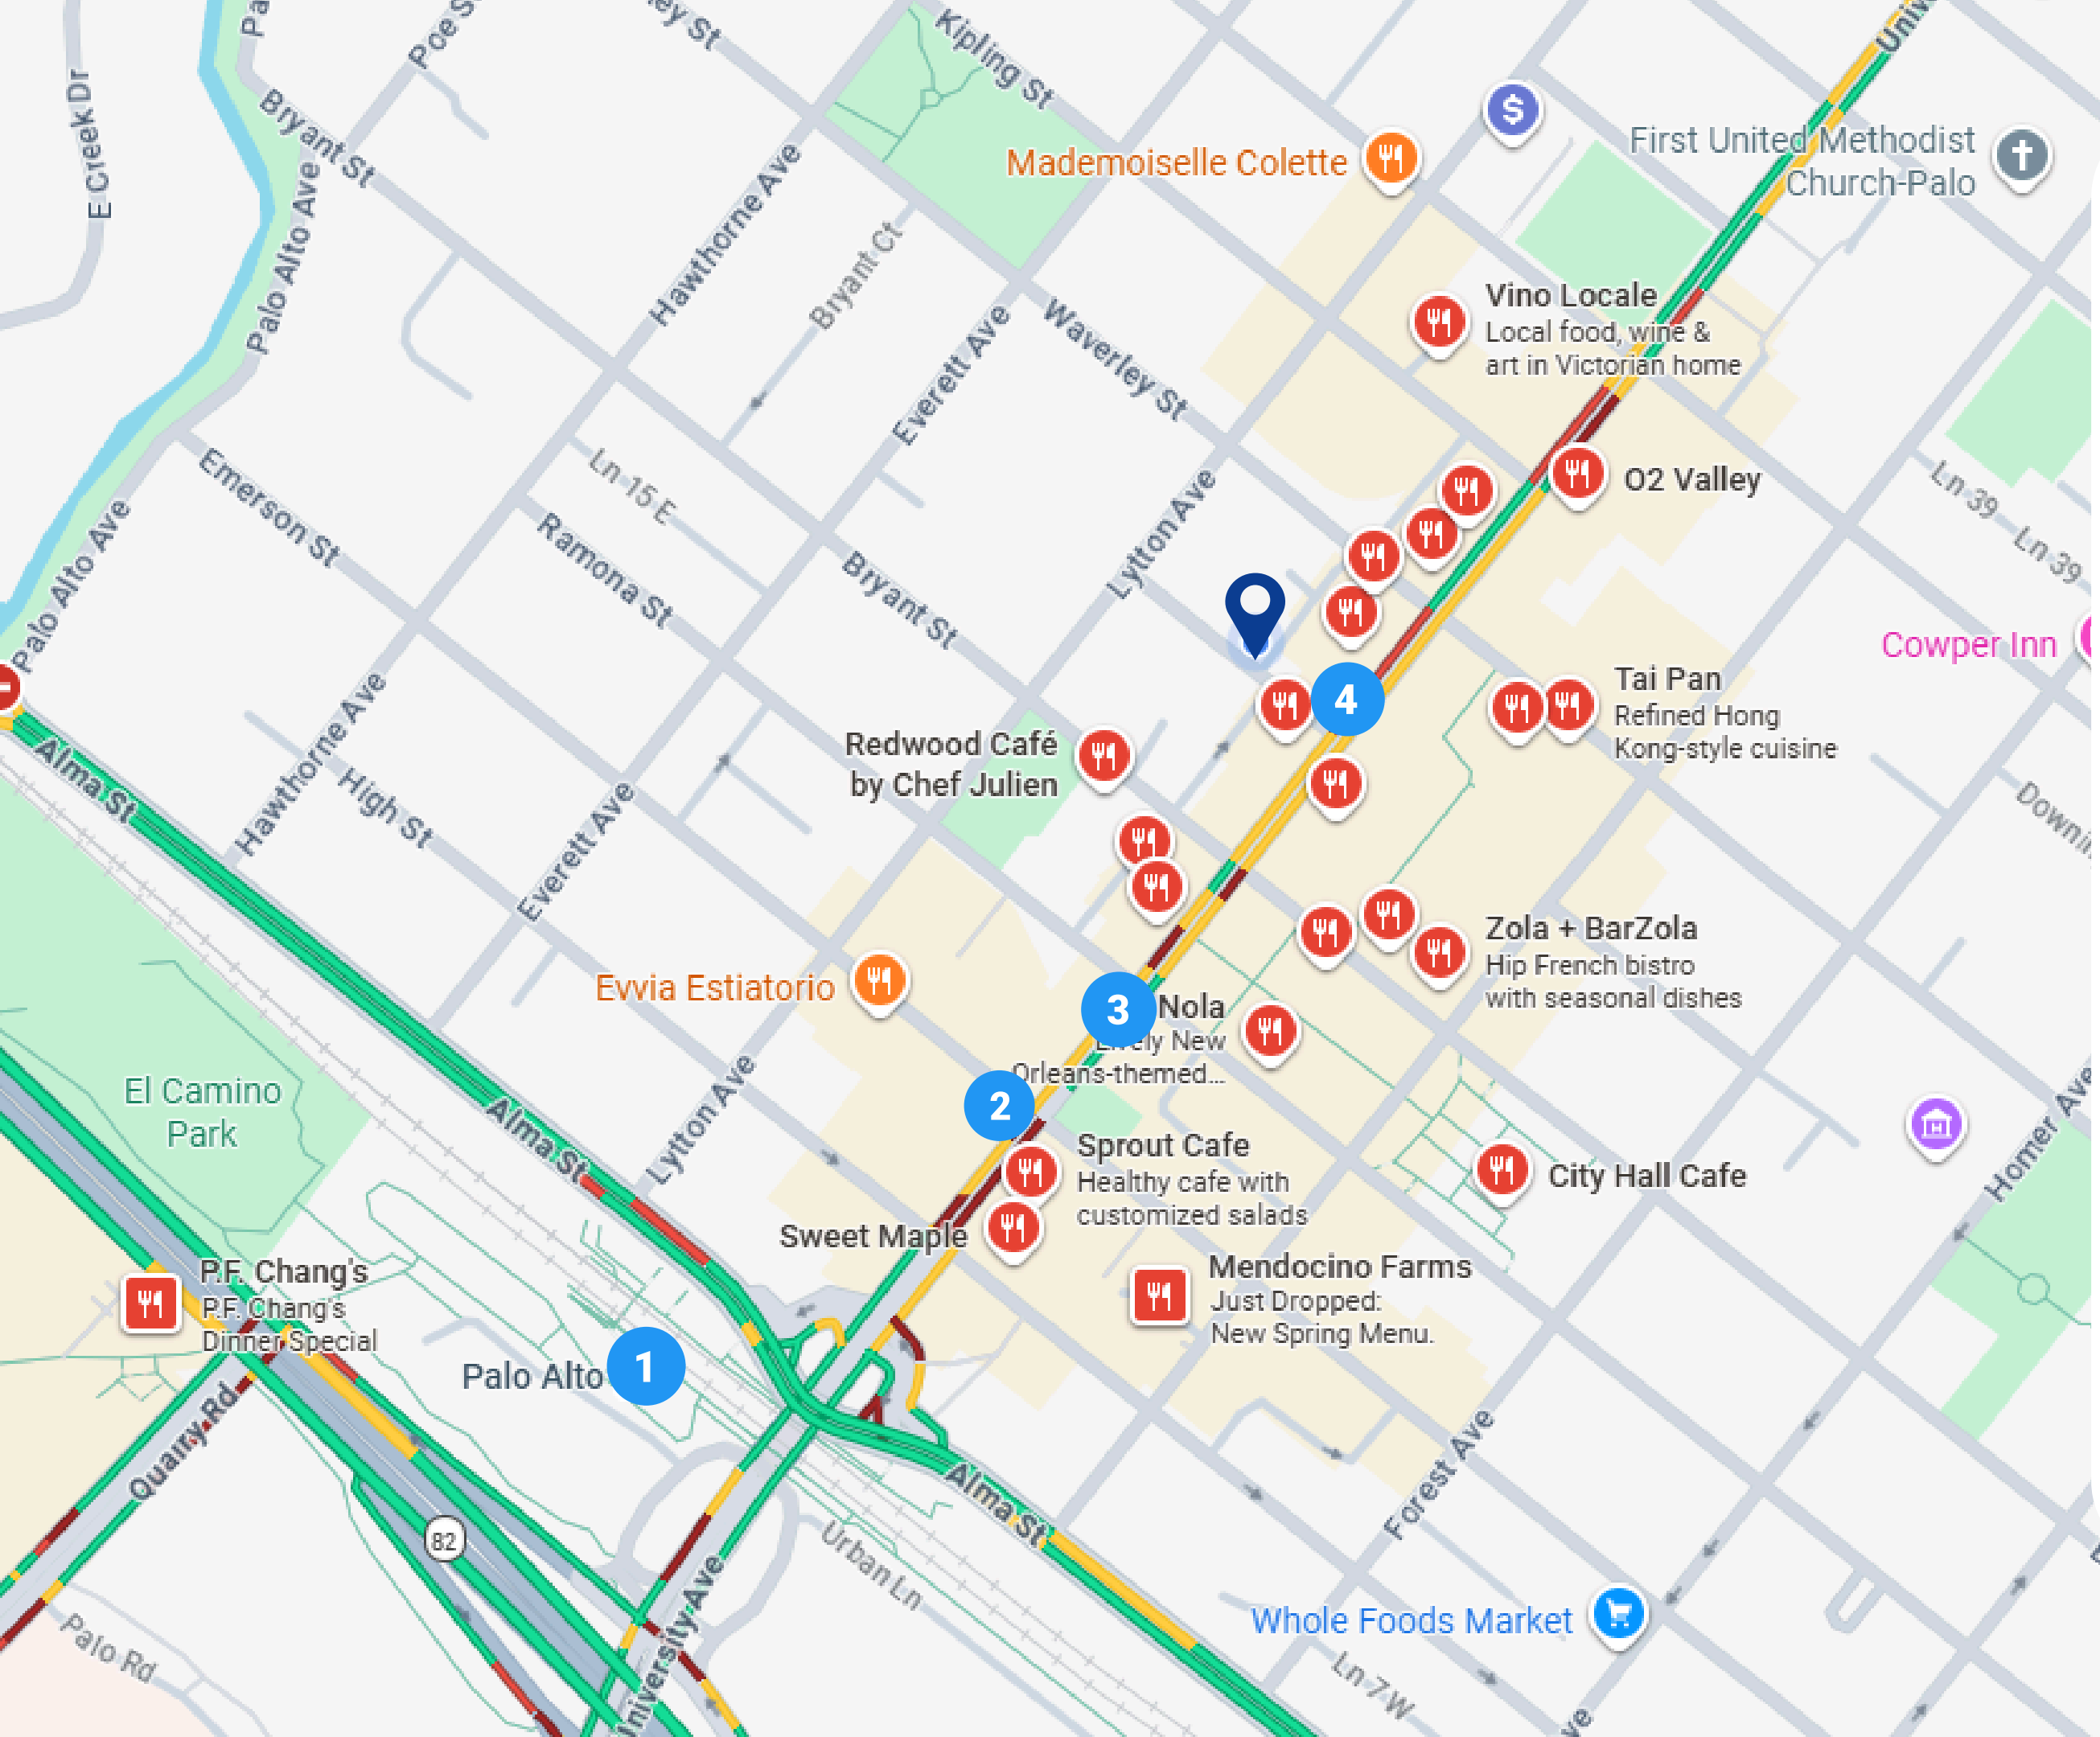 Kipling St
Poe S
E Creek Dr
Bryant St
Palo Alto Ave
Hawthorne Ave
Bryant Ct
Mademoiselle Colette
$
First United Methodist
Church-Palo
Vino Locale
Local food, wine &
art in Victorian home
Everett Ave
Waverley St
Lytton Ave
O2 Valley
Ln 39
Ln 39
Emerson St
Ln 15 E
Ramona St
Bryant St
Palo Alto Ave
Cowper Inn
Tai Pan
Refined Hong
Kong-style cuisine
4
Redwood Café
by Chef Julien
Alma St
Hawthorne Ave
High St
Everett Ave
Zola + BarZola
Hip French bistro
with seasonal dishes
Evvia Estiatorio
3
Nola
Lively New
Orleans-themed...
2
El Camino
Park
Alma St
Lytton Ave
Sprout Cafe
Healthy cafe with
customized salads
City Hall Cafe
H
Homer Ave
Sweet Maple
Mendocino Farms
Just Dropped:
New Spring Menu.
P.F. Chang's
P.F. Chang's
Dinner Special
Palo Alto
1
Quarry Rd
82
Alma St
Forest Ave
Urban Ln
University Ave
Whole Foods Market
Palo Rd
Ln 7 W